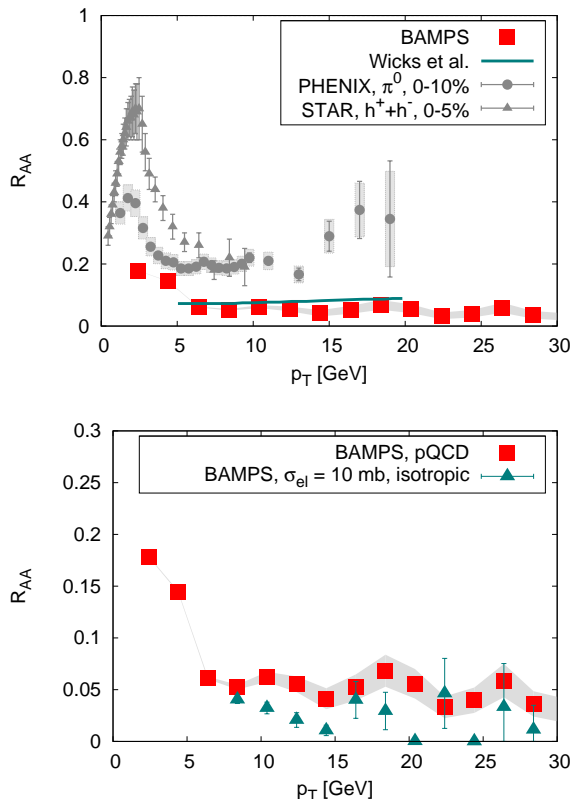 BAMPS
Wicks et al.
PHENIX, π⁰, 0-10%
STAR, h⁺+h⁻, 0-5%
R_AA
1
0.8
0.6
0.4
0.2
0
0 5 10 15 20 25 30
p_T [GeV]
BAMPS, pQCD
BAMPS, σ_el = 10 mb, isotropic
R_AA
0.3
0.25
0.2
0.15
0.1
0.05
0
0 5 10 15 20 25 30
p_T [GeV]